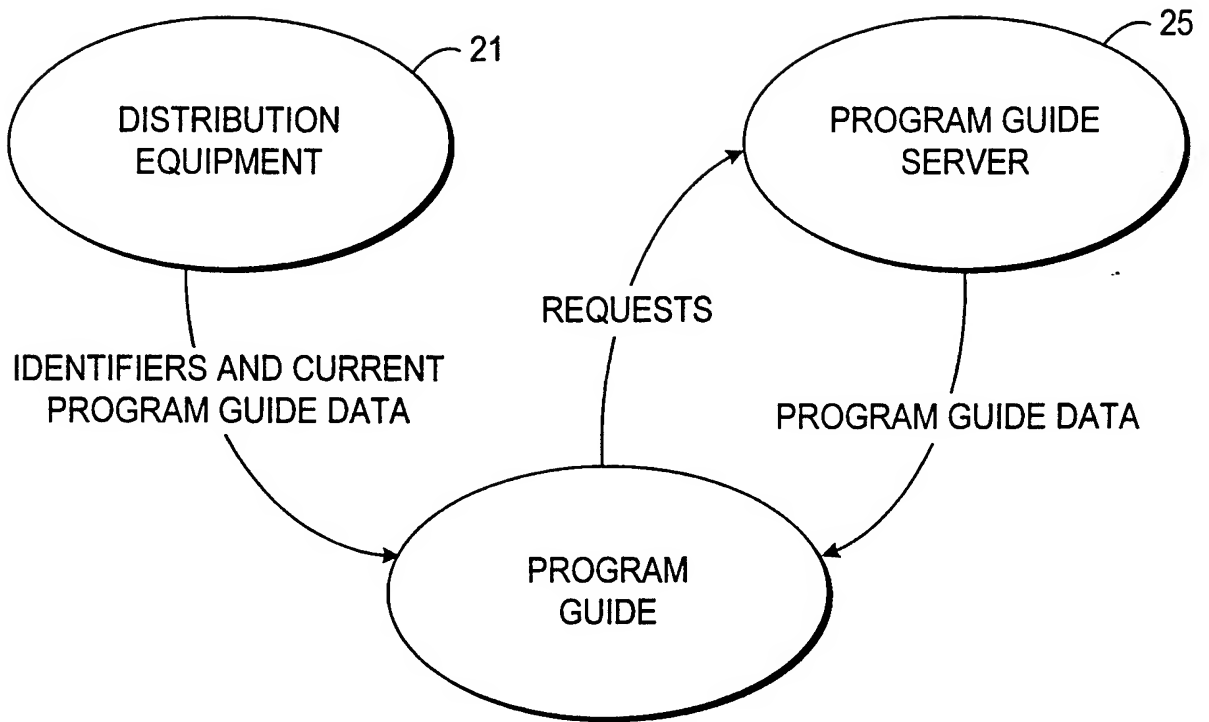 21
25
DISTRIBUTION
EQUIPMENT
PROGRAM GUIDE
SERVER
REQUESTS
IDENTIFIERS AND CURRENT
PROGRAM GUIDE DATA
PROGRAM GUIDE DATA
PROGRAM
GUIDE